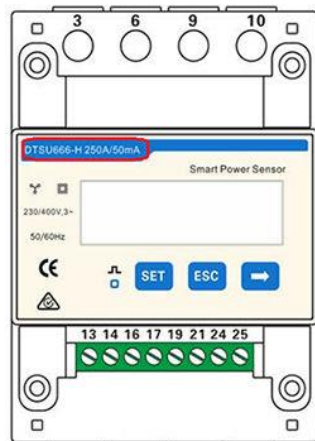 3 6 9 10
DTSU666-H 250A/50mA
Smart Power Sensor
230/400V,3~
50/60Hz
CE
SET ESC
13 14 16 17 19 21 24 25